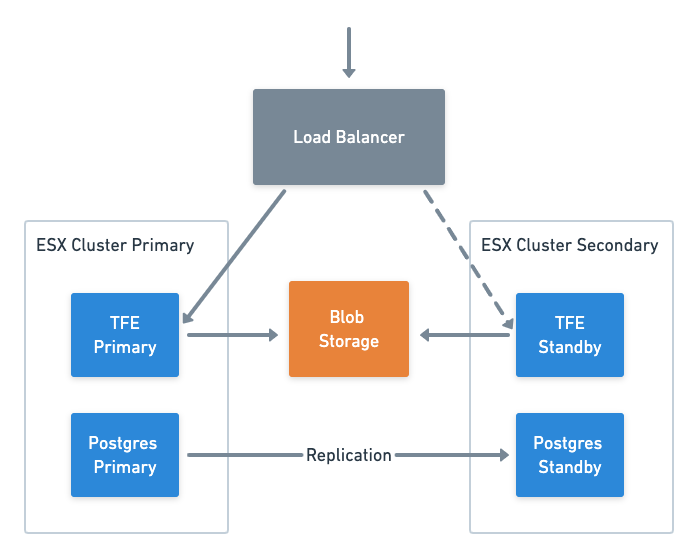 Load Balancer
ESX Cluster Primary
ESX Cluster Secondary
TFE
Primary
Blob
Storage
TFE
Standby
Postgres
Primary
Replication
Postgres
Standby